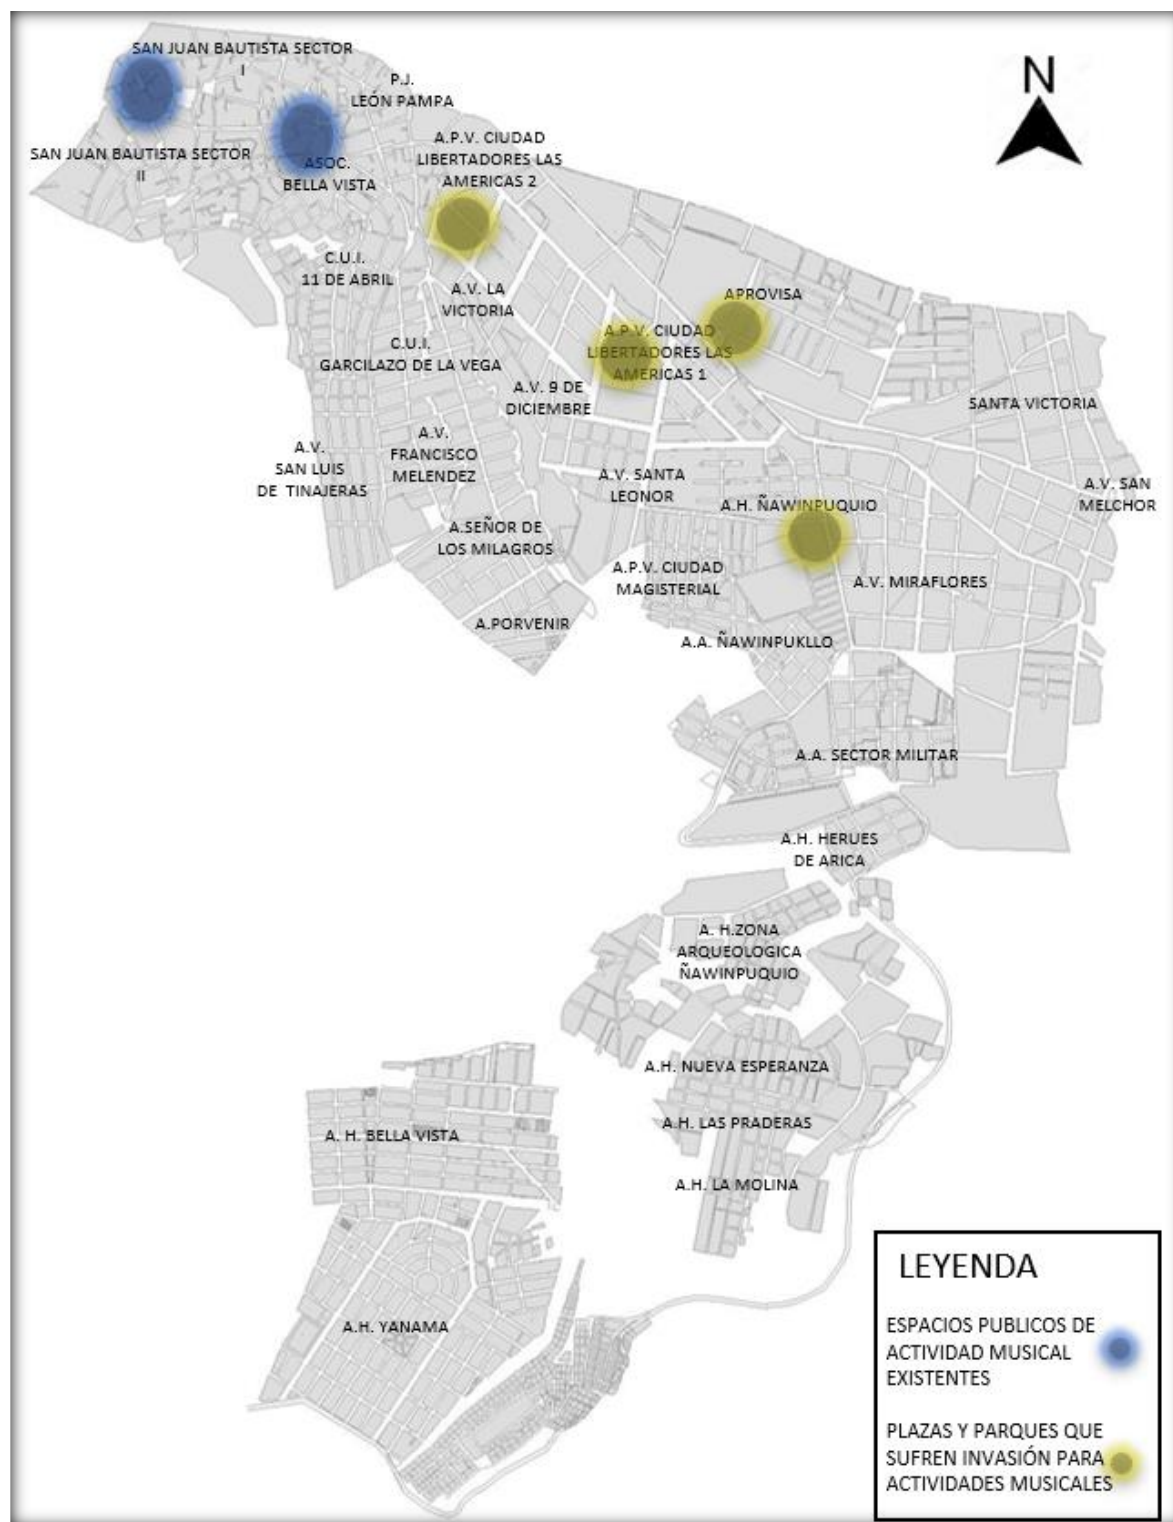 SAN JUAN BAUTISTA SECTOR
I
N
P.J.
LEÓN PAMPA
A.P.V. CIUDAD
LIBERTADORES LAS
AMERICAS 2
SAN JUAN BAUTISTA SECTOR
II
ASOC.
BELLA VISTA
C.U.I.
11 DE ABRIL
A.V. LA
VICTORIA
APROVISA
A.P.V. CIUDAD
LIBERTADORES LAS
AMERICAS 1
C.U.I.
GARCILAZO DE LA VEGA
A.V. 9 DE
DICIEMBRE
SANTA VICTORIA
A.V.
SAN LUIS
DE TINAJERAS
A.V.
FRANCISCO
MELENDEZ
A.V. SANTA
LEONOR
A.V. SAN
MELCHOR
A.H. ÑAWINPUQUIO
A.SEÑOR DE
LOS MILAGROS
A.P.V. CIUDAD
MAGISTERIAL
A.V. MIRAFLORES
A.PORVENIR
A.A. ÑAWINPUKLLO
A.A. SECTOR MILITAR
A.H. HERUES
DE ARICA
A. H.ZONA
ARQUEOLOGICA
ÑAWINPUQUIO
A.H. NUEVA ESPERANZA
A.H. LAS PRADERAS
A. H. BELLA VISTA
A.H. LA MOLINA
A.H. YANAMA
LEYENDA
ESPACIOS PUBLICOS DE
ACTIVIDAD MUSICAL
EXISTENTES
PLAZAS Y PARQUES QUE
SUFREN INVASIÓN PARA
ACTIVIDADES MUSICALES